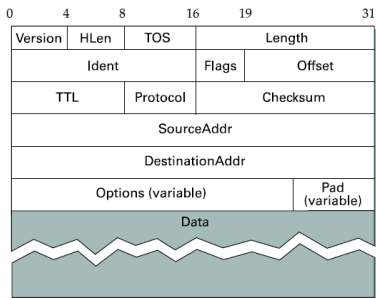 0 4 8 16 19 31
Version HLen TOS Length
Ident Flags Offset
TTL Protocol Checksum
SourceAddr
DestinationAddr
Options (variable) Pad
(variable)
Data